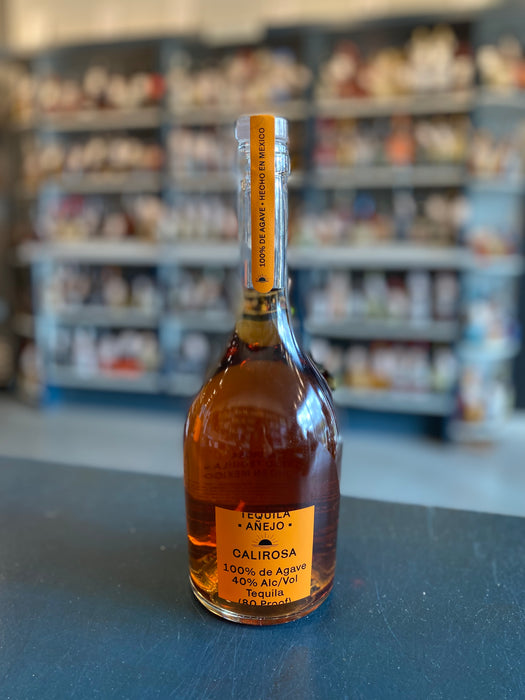 100% DE AGAVE • HECHO EN MEXICO
TEQUILA
• AÑEJO •
CALIROSA
100% de Agave
40% Alc/Vol
Tequila
(80 Proof)